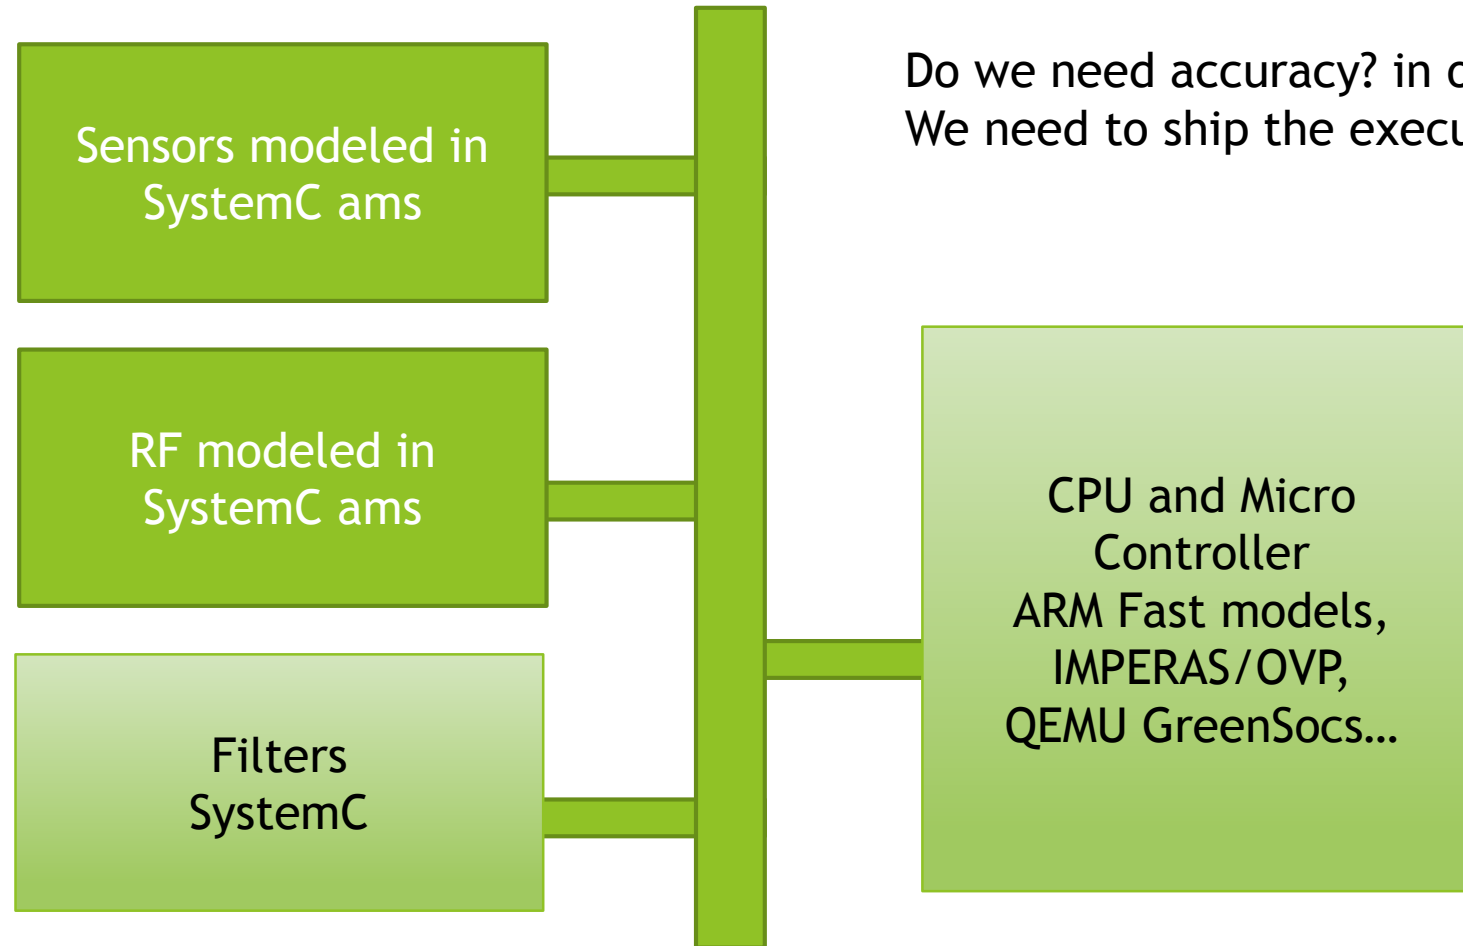 Do we need accuracy? in
We need to ship the
Sensors modeled in
SystemC ams
RF modeled in
SystemC ams
Filters
SystemC
CPU and Micro
Controller
ARM Fast models,
IMPERAS/OVP,
QEMU GreenSocs…